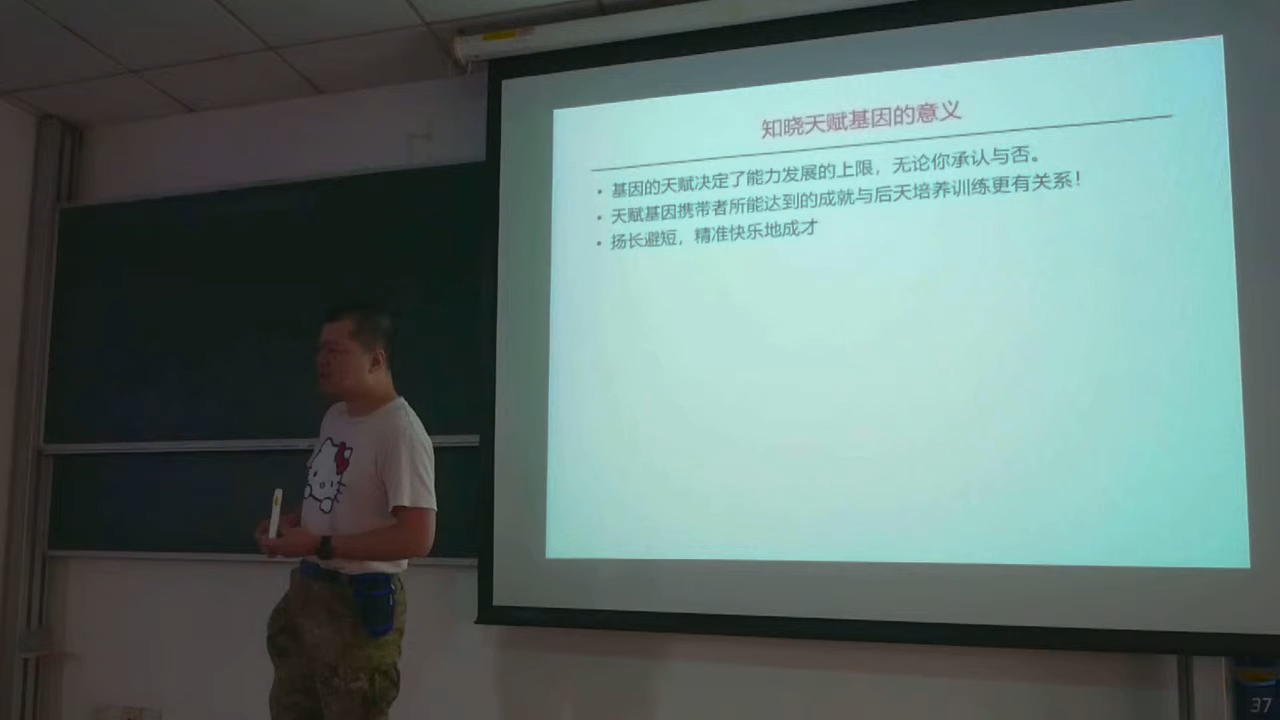 知晓天赋基因的意义
• 基因的天赋决定了能力发展的上限，无论你承认与否。
• 天赋基因携带者所能达到的成就与后天培养训练更有关系！
• 扬长避短，精准快乐地成才
37